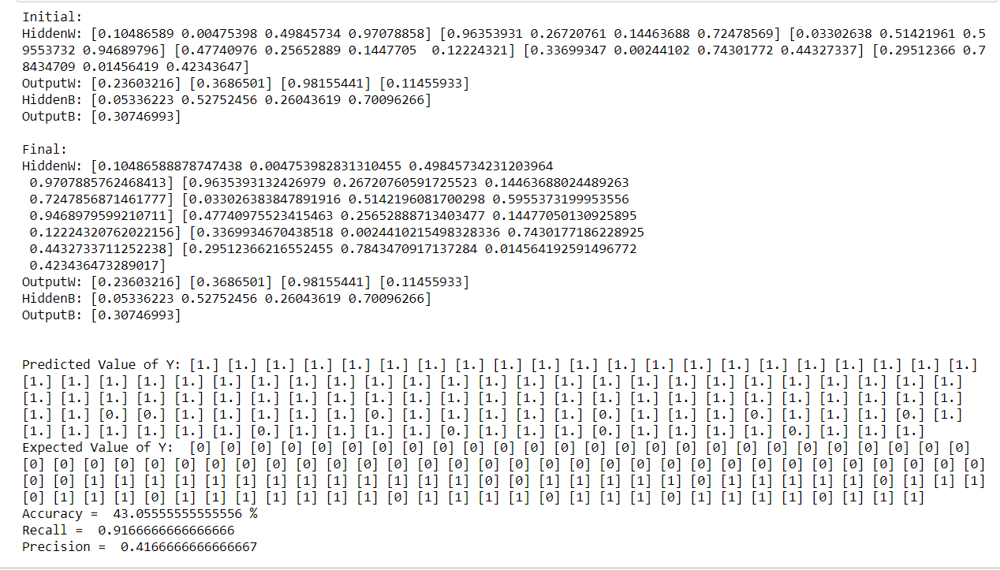 Initial:
HiddenW: [0.10486589 0.00475398 0.49845734 0.97078858] [0.96353931 0.26720761 0.14463688 0.72478569] [0.03302638 0.51421961 0.5
9553732 0.94689796] [0.47740976 0.25652889 0.1447705  0.12224321] [0.33699347 0.00244102 0.74301772 0.44327337] [0.29512366 0.7
8434709 0.01456419 0.42343647]
OutputW: [0.23603216] [0.3686501] [0.98155441] [0.11455933]
HiddenB: [0.05336223 0.52752456 0.26043619 0.70096266]
OutputB: [0.30746993]
Final:
HiddenW: [0.10486588878747438 0.004753982831310455 0.49845734231203964
0.9707885762468413] [0.9635393132426979 0.26720760591725523 0.14463688024489263
0.7247856871461777] [0.033026383847891916 0.5142196081700298 0.5955373199953556
0.9468979599210711] [0.47740975523415463 0.25652888713403477 0.14477050130925895
0.12224320762022156] [0.3369934670438518 0.0024410215498328336 0.7430177186228925
0.4432733711252238] [0.29512366216552455 0.7843470917137284 0.014564192591496772
0.423436473289017]
OutputW: [0.23603216] [0.3686501] [0.98155441] [0.11455933]
HiddenB: [0.05336223 0.52752456 0.26043619 0.70096266]
OutputB: [0.30746993]
Predicted Value of Y: [1.] [1.] [1.] [1.] [1.] [1.] [1.] [1.] [1.] [1.] [1.] [1.] [1.] [1.] [1.] [1.] [1.] [1.] [1.] [1.] [1.]
[1.] [1.] [1.] [1.] [1.] [1.] [1.] [1.] [1.] [1.] [1.] [1.] [1.] [1.] [1.] [1.] [1.] [1.] [1.] [1.] [1.] [1.] [1.] [1.] [1.]
[1.] [1.] [1.] [1.] [1.] [1.] [1.] [1.] [1.] [1.] [1.] [1.] [1.] [1.] [1.] [1.] [1.] [1.] [1.] [1.] [1.] [1.] [1.] [1.] [1.]
[1.] [1.] [0.] [0.] [1.] [1.] [1.] [1.] [1.] [0.] [1.] [1.] [1.] [1.] [1.] [0.] [1.] [1.] [1.] [0.] [1.] [1.] [1.] [0.] [1.]
[1.] [1.] [1.] [1.] [1.] [1.] [0.] [1.] [1.] [1.] [1.] [0.] [1.] [1.] [1.] [0.] [1.] [1.] [1.] [1.] [0.] [1.] [1.] [1.]
Expected Value of Y:  [0] [0] [0] [0] [0] [0] [0] [0] [0] [0] [0] [0] [0] [0] [0] [0] [0] [0] [0] [0] [0] [0] [0] [0] [0] [0]
[0] [0] [0] [0] [0] [0] [0] [0] [0] [0] [0] [0] [0] [0] [0] [0] [0] [0] [0] [0] [0] [0] [0] [0] [0] [0] [0] [0] [0] [0] [0] [0]
[0] [0] [1] [1] [1] [1] [1] [1] [1] [1] [1] [1] [1] [1] [1] [0] [0] [1] [1] [1] [1] [1] [0] [1] [1] [1] [1] [1] [0] [1] [1] [1]
[0] [1] [1] [1] [0] [1] [1] [1] [1] [1] [1] [1] [0] [1] [1] [1] [1] [0] [1] [1] [1] [0] [1] [1] [1] [1] [0] [1] [1] [1]
Accuracy =  43.05555555555556 %
Recall =  0.9166666666666666
Precision =  0.4166666666666667